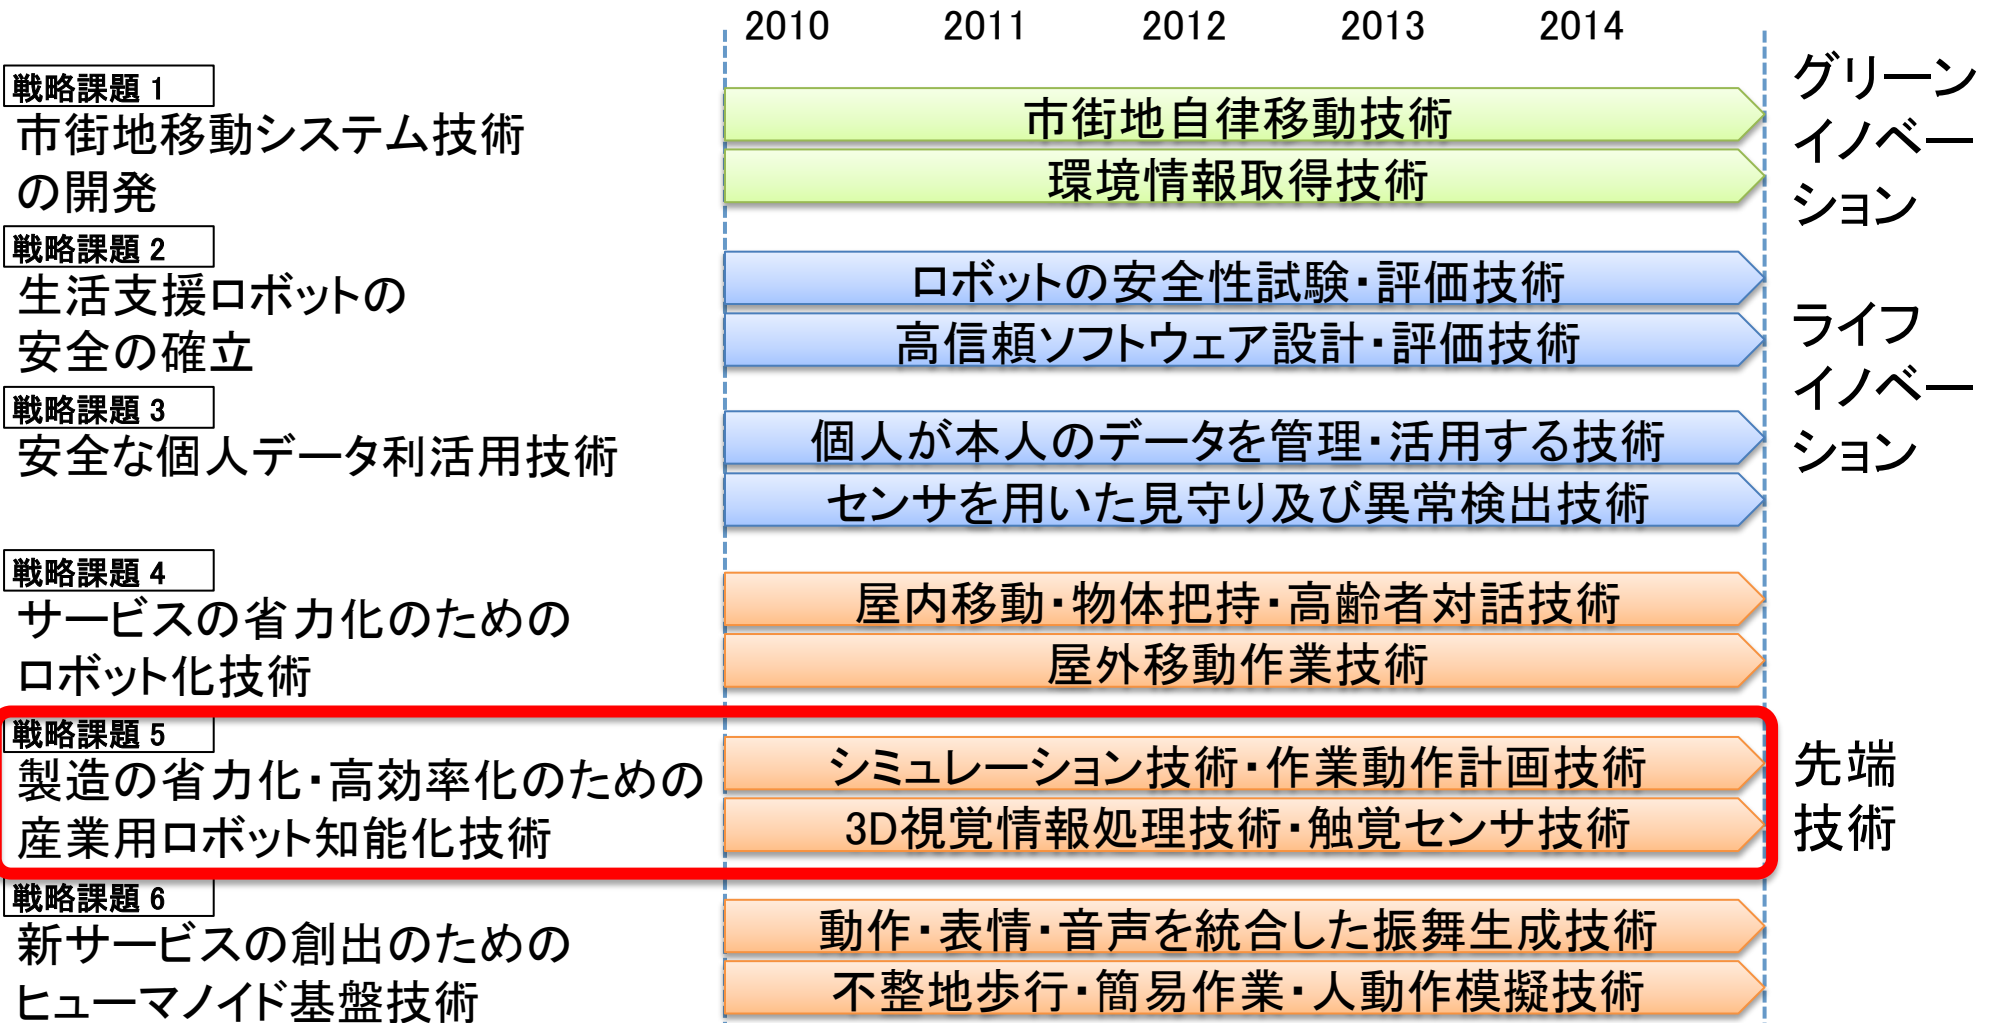 2010 2011 2012 2013 2014
戦略課題 1
市街地移動システム技術
の開発
市街地自律移動技術
環境情報取得技術
グリーン
イノベー
ション
戦略課題 2
生活支援ロボットの
安全の確立
ロボットの安全性試験・評価技術
高信頼ソフトウェア設計・評価技術
戦略課題 3
安全な個人データ利活用技術
個人が本人のデータを管理・活用する技術
センサを用いた見守り及び異常検出技術
ライフ
イノベー
ション
戦略課題 4
サービスの省力化のための
ロボット化技術
屋内移動・物体把持・高齢者対話技術
屋外移動作業技術
戦略課題 5
製造の省力化・高効率化のための
産業用ロボット知能化技術
シミュレーション技術・作業動作計画技術
3D視覚情報処理技術・触覚センサ技術
先端
技術
戦略課題 6
新サービスの創出のための
ヒューマノイド基盤技術
動作・表情・音声を統合した振舞生成技術
不整地歩行・簡易作業・人動作模擬技術